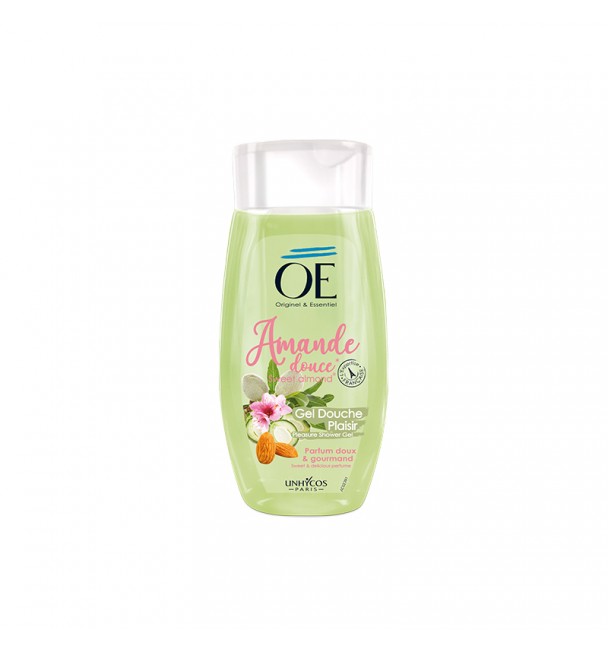 OE
Originel & Essentiel
Amande
douce
sweet almond
Gel Douche
Plaisir
Pleasure Shower Gel
Parfum doux
& gourmand
Sweet & delicious perfume
UNHYCOS
PARIS
FRANÇAISE